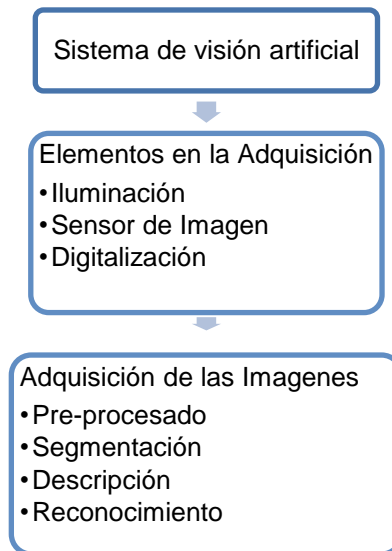 Sistema de visión artificial
Elementos en la Adquisición
•Iluminación
•Sensor de Imagen
•Digitalización
Adquisición de las Imagenes
•Pre-procesado
•Segmentación
•Descripción
•Reconocimiento